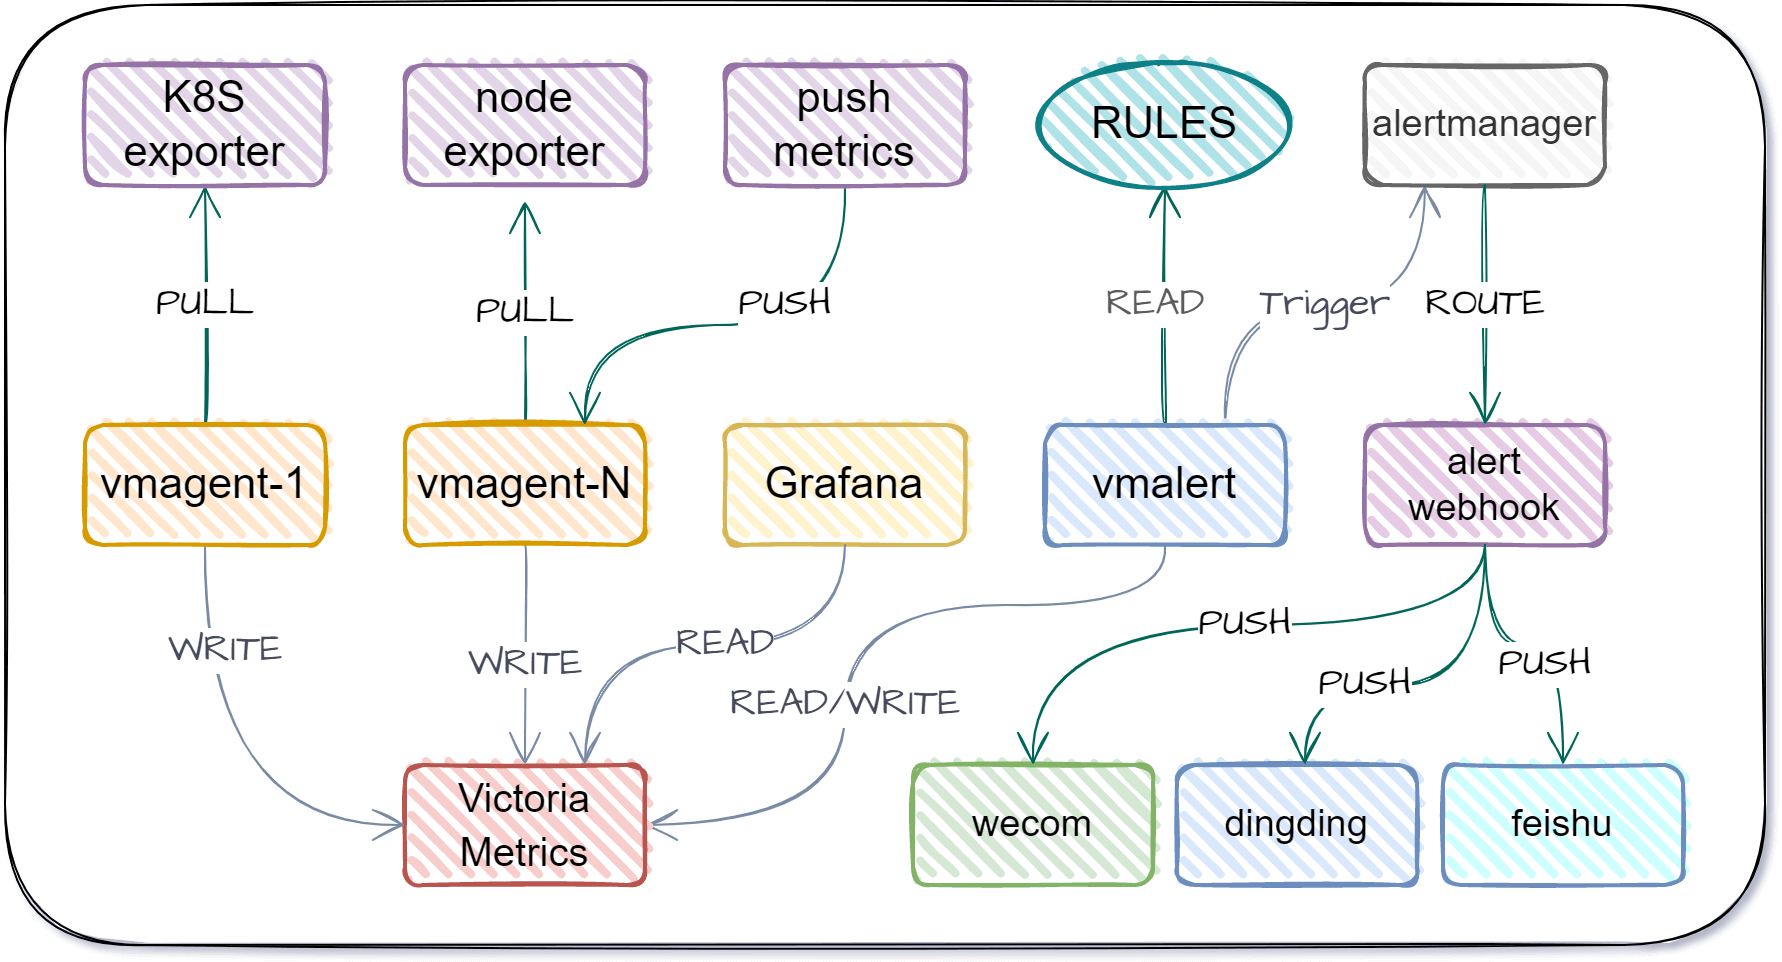 K8S
exporter
node
exporter
push
metrics
RULES
alertmanager
PULL
PULL
PUSH
READ
Trigger
ROUTE
vmagent-1
vmagent-N
Grafana
vmalert
alert
webhook
WRITE
WRITE
READ
READ/WRITE
PUSH
PUSH
PUSH
Victoria
Metrics
wecom
dingding
feishu